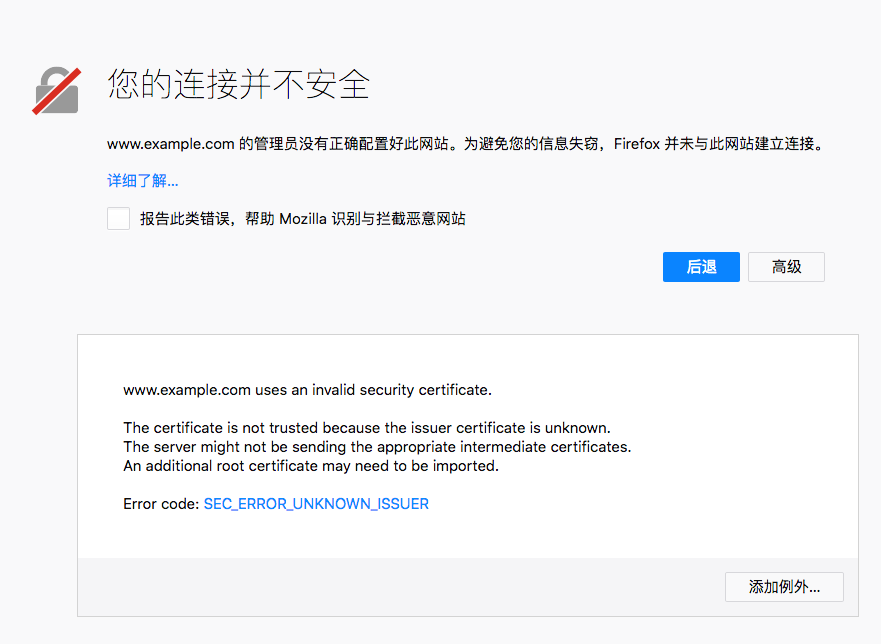 您的连接并不安全
www.example.com 的管理员没有正确配置好此网站。为避免您的信息失窃，Firefox 并未与此网站建立连接。
详细了解...
报告此类错误，帮助 Mozilla 识别与拦截恶意网站
后退
高级
www.example.com uses an invalid security certificate.
The certificate is not trusted because the issuer certificate is unknown.
The server might not be sending the appropriate intermediate certificates.
An additional root certificate may need to be imported.
Error code: SEC_ERROR_UNKNOWN_ISSUER
添加例外...